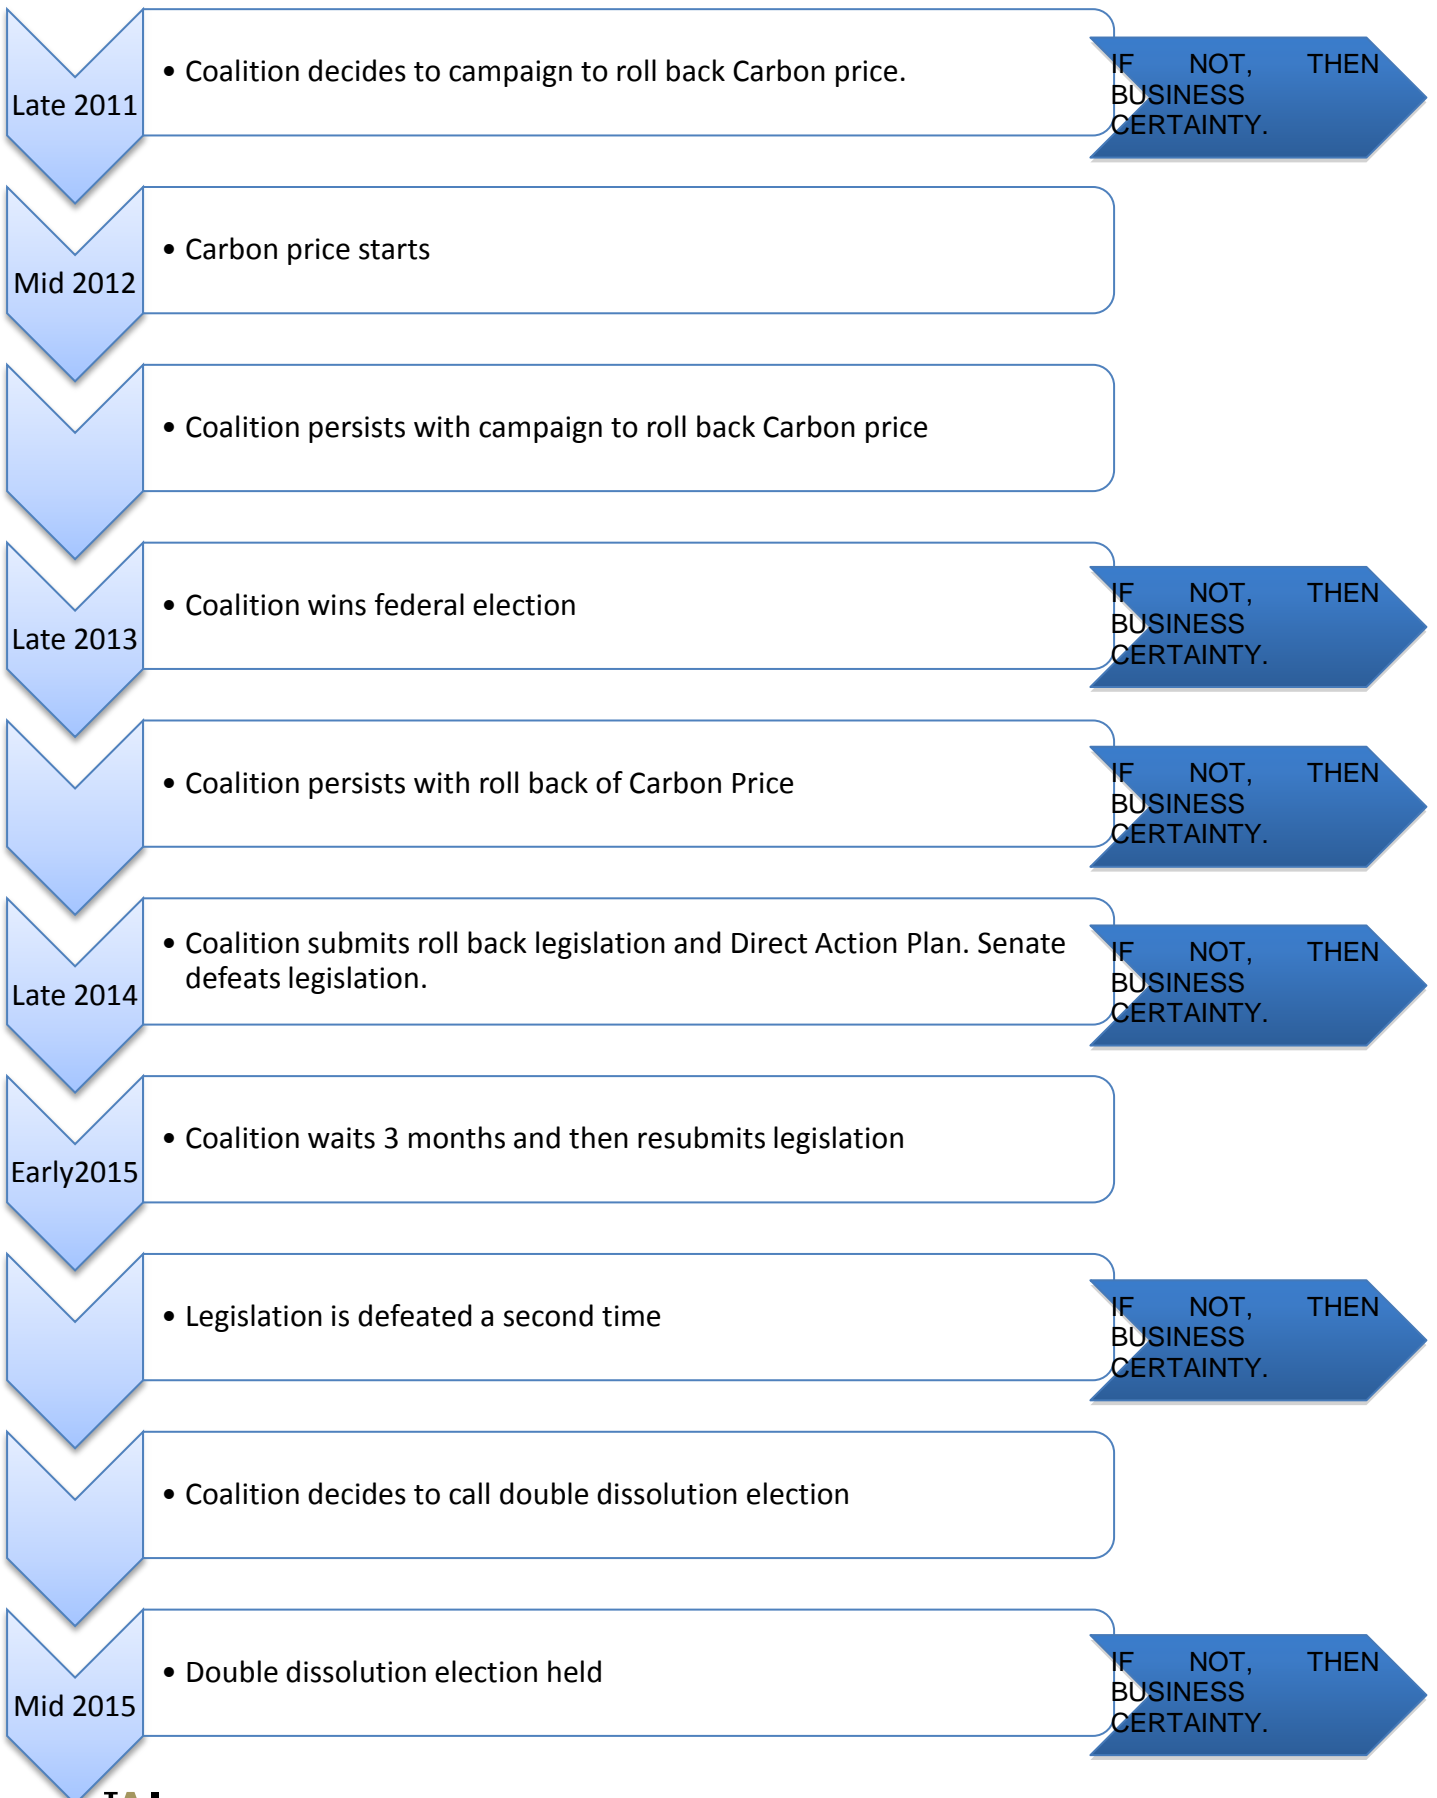 • Coalition decides to campaign to roll back Carbon price.
Late 2011
IF NOT, THEN
BUSINESS
CERTAINTY.
• Carbon price starts
Mid 2012
• Coalition persists with campaign to roll back Carbon price
• Coalition wins federal election
Late 2013
IF NOT, THEN
BUSINESS
CERTAINTY.
• Coalition persists with roll back of Carbon Price
IF NOT, THEN
BUSINESS
CERTAINTY.
• Coalition submits roll back legislation and Direct Action Plan. Senate
defeats legislation.
Late 2014
IF NOT, THEN
BUSINESS
CERTAINTY.
• Coalition waits 3 months and then resubmits legislation
Early2015
• Legislation is defeated a second time
IF NOT, THEN
BUSINESS
CERTAINTY.
• Coalition decides to call double dissolution election
• Double dissolution election held
Mid 2015
IF NOT, THEN
BUSINESS
CERTAINTY.